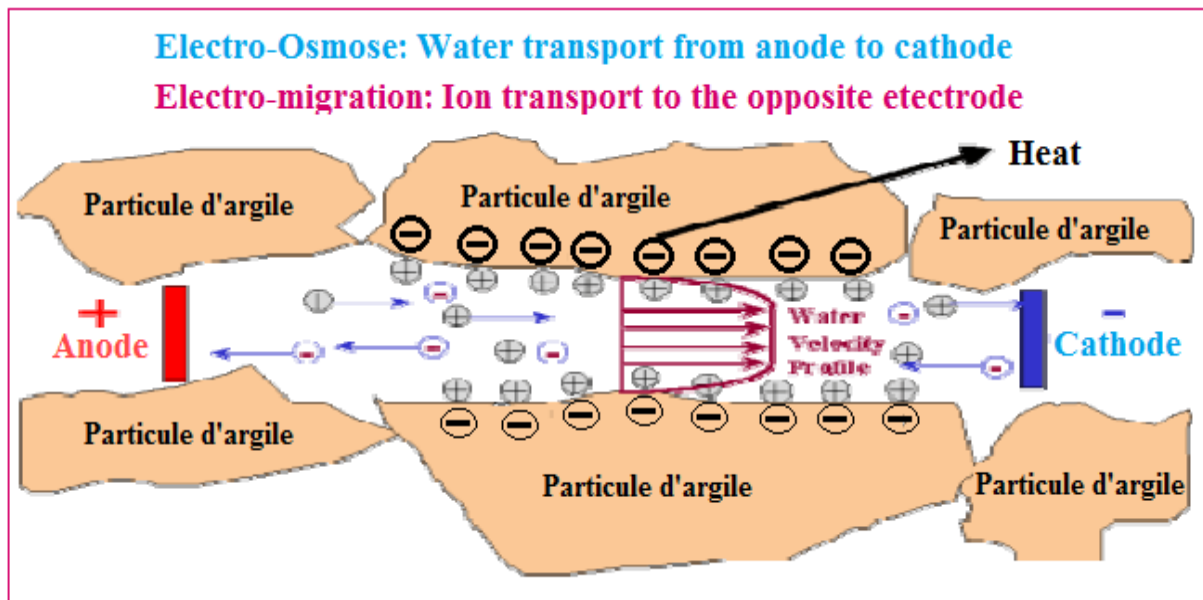 Electro-Osmose: Water transport from anode to cathode
Electro-migration: Ion transport to the opposite etectrode
Heat
Particule d'argile
Particule d'argile
Particule d'argile
+
Anode
Water
Velocity
Profile
-
Cathode
Particule d'argile
Particule d'argile
Particule d'argile